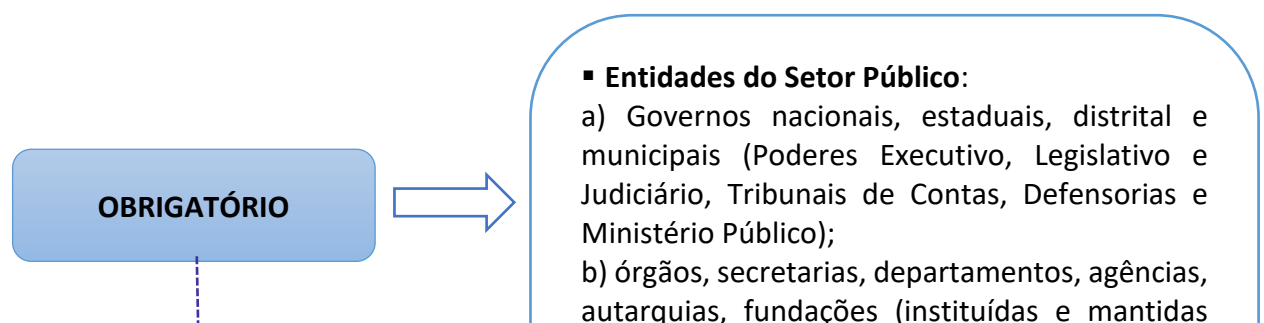 OBRIGATÓRIO
▪ Entidades do Setor Público:
a) Governos nacionais, estaduais, distrital e
municipais (Poderes Executivo, Legislativo e
Judiciário, Tribunais de Contas, Defensorias e
Ministério Público);
b) órgãos, secretarias, departamentos, agências,
autarquias, fundações (instituídas e mantidas